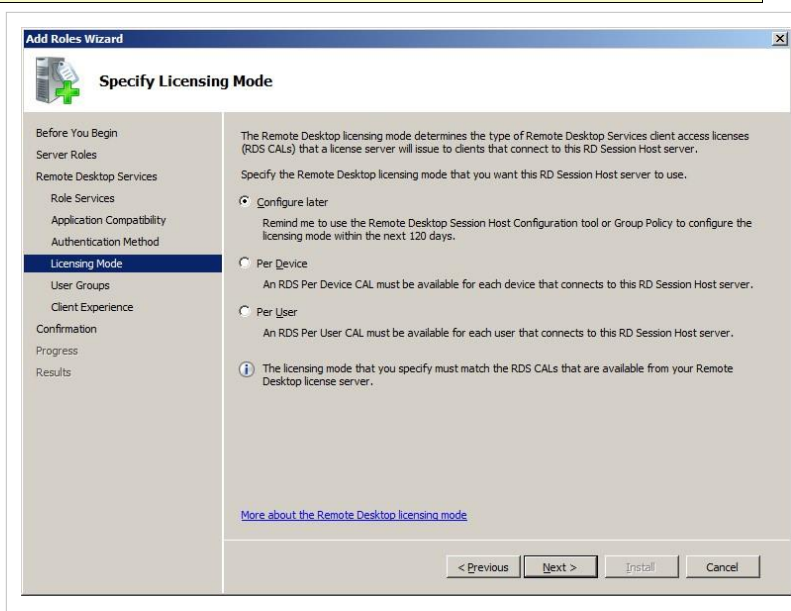 Add Roles Wizard
Specify Licensing Mode
Before You Begin
Server Roles
Remote Desktop Services
Role Services
Application Compatibility
Authentication Method
Licensing Mode
User Groups
Client Experience
Confirmation
Progress
Results
The Remote Desktop licensing mode determines the type of Remote Desktop Services client access licenses
(RDS CALs) that a license server will issue to clients that connect to this RD Session Host server.
Specify the Remote Desktop licensing mode that you want this RD Session Host server to use.
Configure later
Remind me to use the Remote Desktop Session Host Configuration tool or Group Policy to configure the
licensing mode within the next 120 days.
Per Device
An RDS Per Device CAL must be available for each device that connects to this RD Session Host server.
Per User
An RDS Per User CAL must be available for each user that connects to this RD Session Host server.
The licensing mode that you specify must match the RDS CALs that are available from your Remote
Desktop license server.
More about the Remote Desktop licensing mode
< Previous
Next >
Install
Cancel